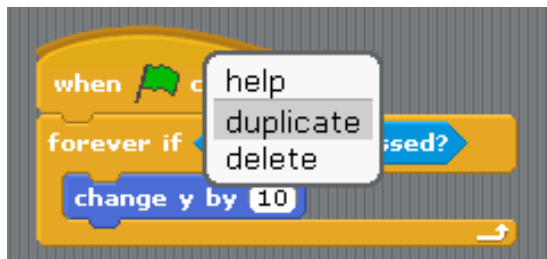 when c
forever if ssed?
change y by 10
help
duplicate
delete